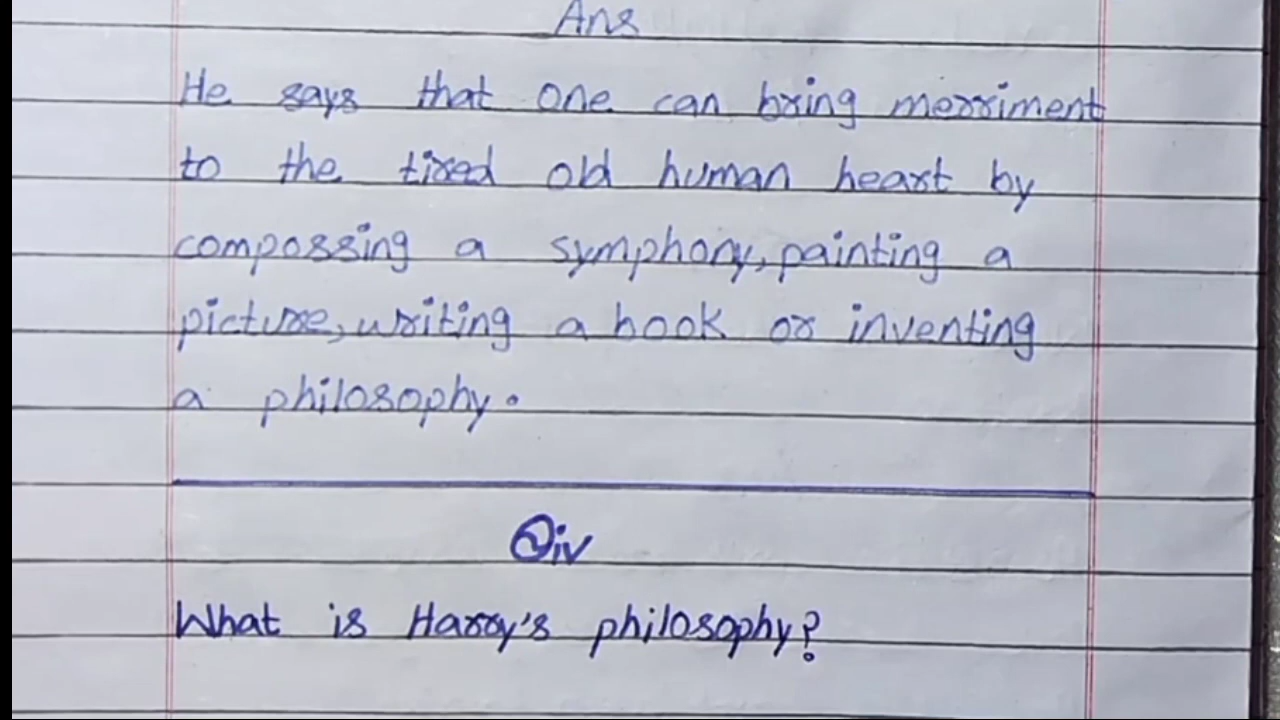 Ans
He says that one can bring merriment
to the tired old human heart by
compossing a symphony, painting a
picture, writing a book or inventing
a philosophy.
Qiv
What is Harry's philosophy?